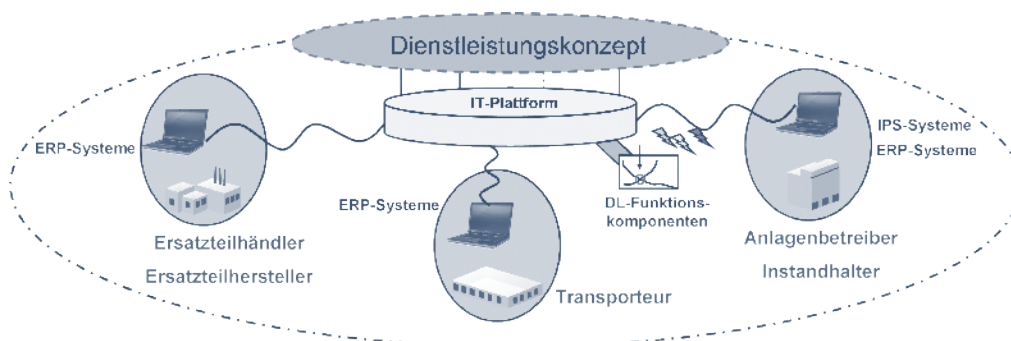 Dienstleistungskonzept
IT-Plattform
ERP-Systeme
IPS-Systeme
ERP-Systeme
ERP-Systeme
DL-Funktions-
komponenten
Ersatzteilhändler
Ersatzteilhersteller
Anlagenbetreiber
Instandhalter
Transporteur